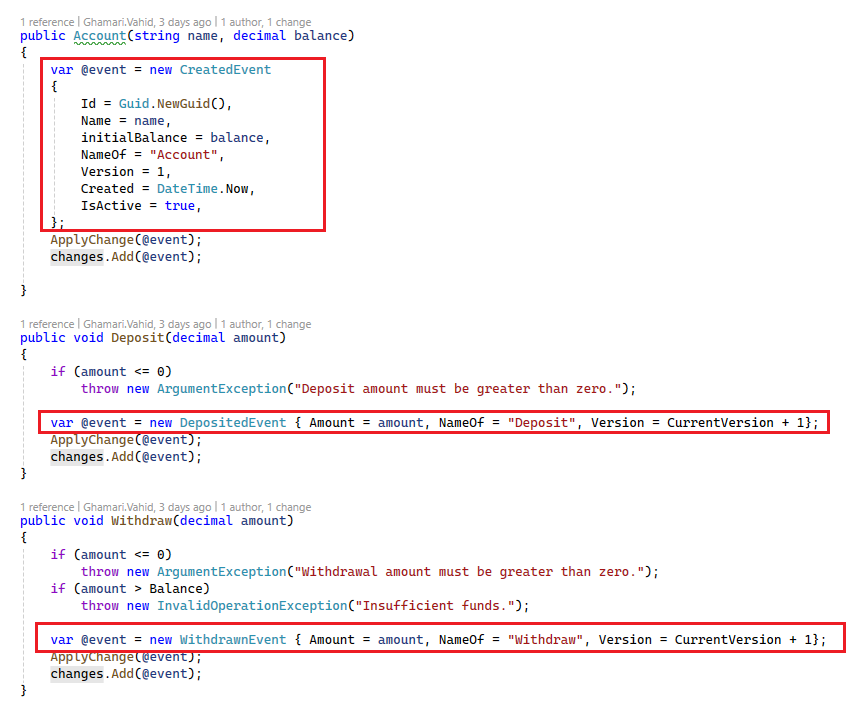 1 reference | Ghamari.Vahid, 3 days ago | 1 author, 1 change
public Account(string name, decimal balance)
{
var @event = new CreatedEvent
{
Id = Guid.NewGuid(),
Name = name,
initialBalance = balance,
NameOf = "Account",
Version = 1,
Created = DateTime.Now,
IsActive = true,
};
ApplyChange(@event);
changes.Add(@event);
}
1 reference | Ghamari.Vahid, 3 days ago | 1 author, 1 change
public void Deposit(decimal amount)
{
if (amount <= 0)
throw new ArgumentException("Deposit amount must be greater than zero.");
var @event = new DepositedEvent { Amount = amount, NameOf = "Deposit", Version = CurrentVersion + 1};
ApplyChange(@event);
changes.Add(@event);
}
1 reference | Ghamari.Vahid, 3 days ago | 1 author, 1 change
public void Withdraw(decimal amount)
{
if (amount <= 0)
throw new ArgumentException("Withdrawal amount must be greater than zero.");
if (amount > Balance)
throw new InvalidOperationException("Insufficient funds.");
var @event = new WithdrawnEvent { Amount = amount, NameOf = "Withdraw", Version = CurrentVersion + 1};
ApplyChange(@event);
changes.Add(@event);
}